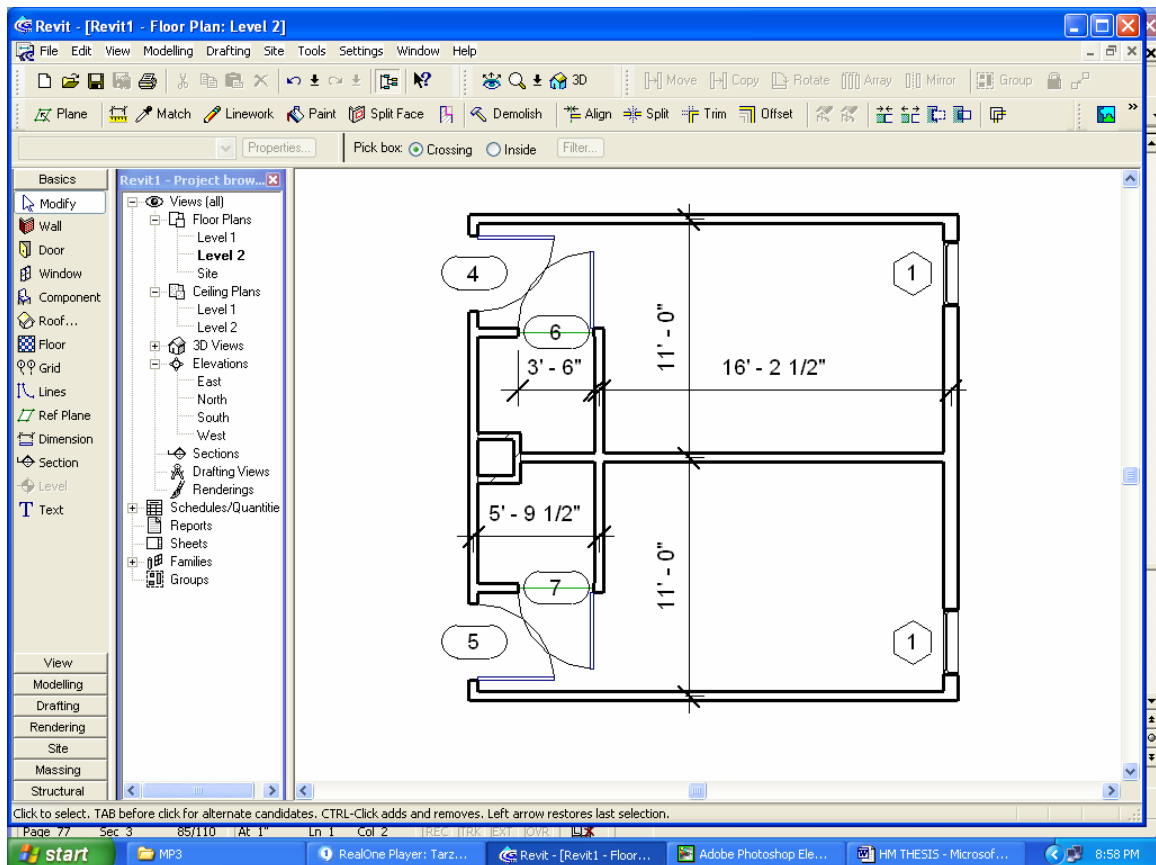 Revit - [Revit1 - Floor Plan: Level 2]
File Edit View Modelling Drafting Site Tools Settings Window Help
3D Move Copy Rotate Array Mirror Group
Plane Match Linework Paint Split Face Demolish Align Split Trim Offset »
Properties... Pick box: Crossing Inside Filter...
Basics
Modify
Wall
Door
Window
Component
Roof...
Floor
Grid
Lines
Ref Plane
Dimension
Section
Level
Text
View
Modelling
Drafting
Rendering
Site
Massing
Structural
Revit1 - Project brow...
Views (all)
Floor Plans
Level 1
Level 2
Site
Ceiling Plans
Level 1
Level 2
3D Views
Elevations
East
North
South
West
Sections
Drafting Views
Renderings
Schedules/Quantitie
Reports
Sheets
Families
Groups
4
1
6
11' - 0"
3' - 6"
16' - 2 1/2"
5' - 9 1/2"
11' - 0"
7
5
1
Click to select. TAB before click for alternate candidates. CTRL-Click adds and removes. Left arrow restores last selection.
Page 77 Sec 3 85/110 At 1" Ln 1 Col 2 REC TRK EXT OVR
start MP3 RealOne Player: Tarz... Revit - [Revit1 - Floor... Adobe Photoshop Ele... HM THESIS - Microsof... 8:58 PM